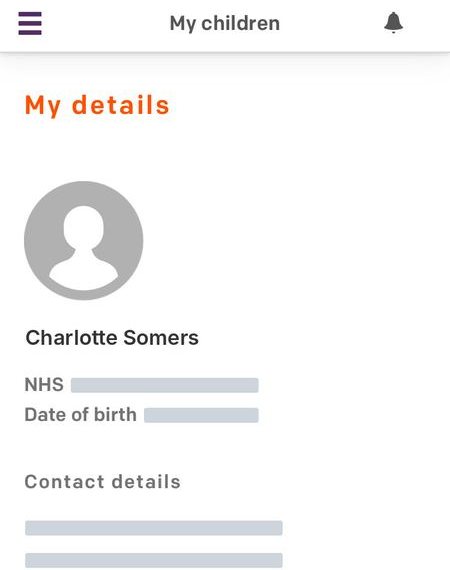 My children
My details
Charlotte Somers
NHS
Date of birth
Contact details